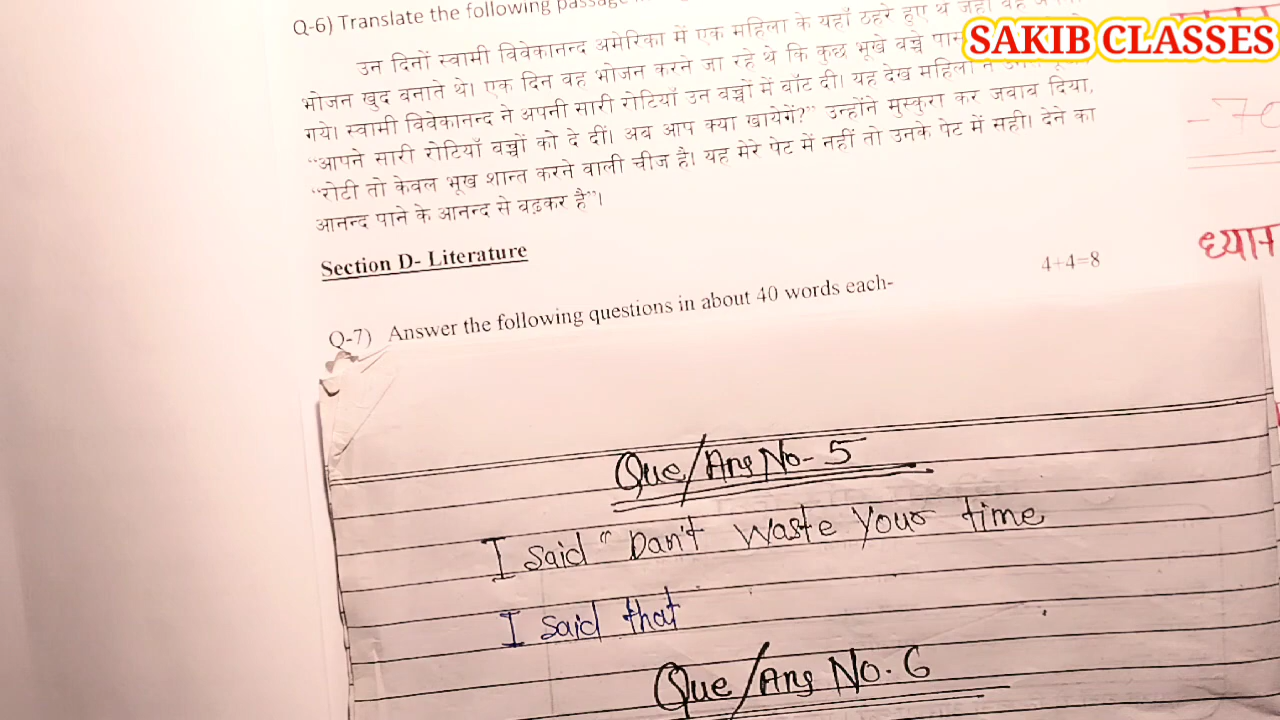 Q-6) Translate the following passage
SAKIB CLASSES
उन दिनों स्वामी विवेकानन्द अमेरिका में एक महिला के यहाँ ठहरे हुए थे जहाँ वह
भोजन खुद बनाते थे। एक दिन वह भोजन करने जा रहे थे कि कुछ भूखे बच्चे पास
गये। स्वामी विवेकानन्द ने अपनी सारी रोटियाँ उन बच्चों में बाँट दी। यह देख महिला ने उनसे
“आपने सारी रोटियाँ बच्चों को दे दीं। अब आप क्या खायेगें?” उन्होंने मुस्कुरा कर जवाब दिया,
“रोटी तो केवल भूख शान्त करने वाली चीज है। यह मेरे पेट में नहीं तो उनके पेट में सही। देने का
आनन्द पाने के आनन्द से बढ़कर है”।
- 70
ध्यान
Section D- Literature
4+4=8
Q-7) Answer the following questions in about 40 words each-
Que/Ans No- 5
I said “ Dan't waste your time
I said that
Que/Ans No. 6